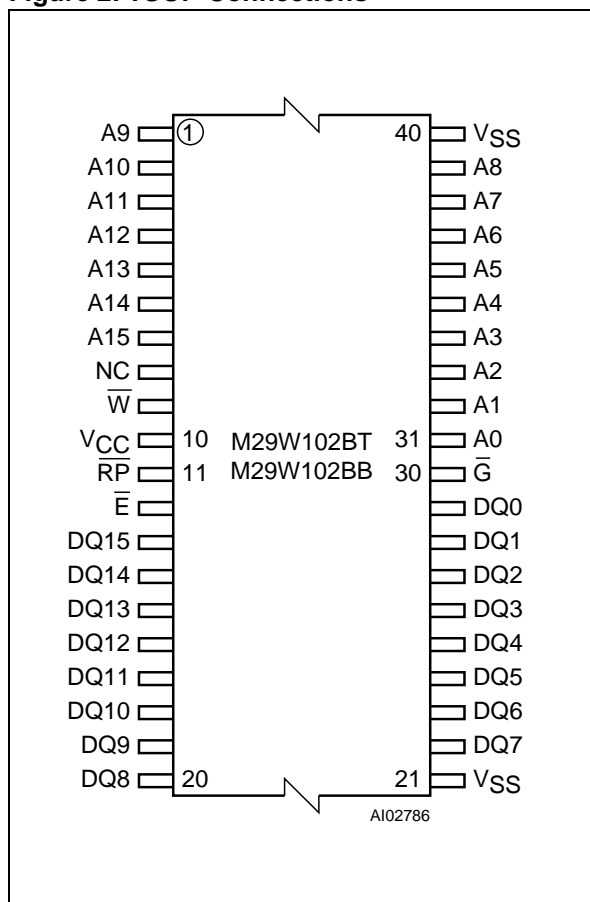 Figure 2. TSOP Connections
A9 1 40 VSS
A10 A8
A11 A7
A12 A6
A13 A5
A14 A4
A15 A3
NC A2
W̅ A1
VCC 10 M29W102BT 31 A0
R̅P̅ 11 M29W102BB 30 G̅
E̅ DQ0
DQ15 DQ1
DQ14 DQ2
DQ13 DQ3
DQ12 DQ4
DQ11 DQ5
DQ10 DQ6
DQ9 DQ7
DQ8 20 21 VSS
AI02786